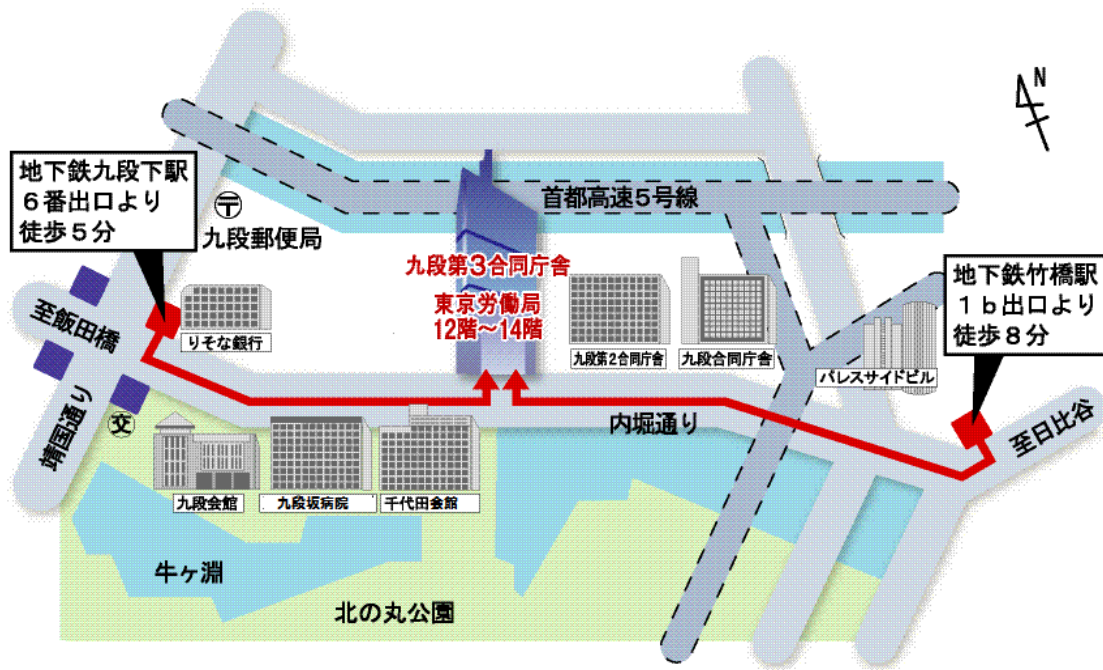 N
地下鉄九段下駅
６番出口より
徒歩５分
〒
九段郵便局
首都高速５号線
九段第３合同庁舎
東京労働局
12階～14階
地下鉄竹橋駅
１ｂ出口より
徒歩８分
至飯田橋
りそな銀行
九段第２合同庁舎
九段合同庁舎
パレスサイドビル
靖国通り
交
内堀通り
至日比谷
九段会館
九段坂病院
千代田会館
牛ヶ淵
北の丸公園